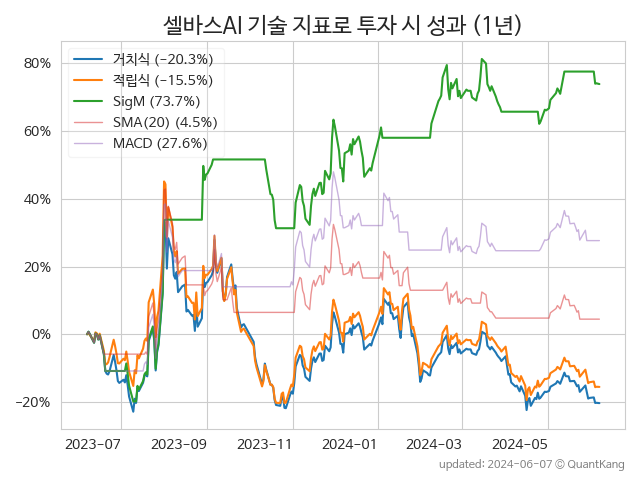 셀바스AI 기술 지표로 투자 시 성과 (1년)
거치식 (−20.3%)
적립식 (−15.5%)
SigM (73.7%)
SMA(20) (4.5%)
MACD (27.6%)
80%
60%
40%
20%
0%
−20%
2023-07 2023-09 2023-11 2024-01 2024-03 2024-05
updated: 2024-06-07 © QuantKang